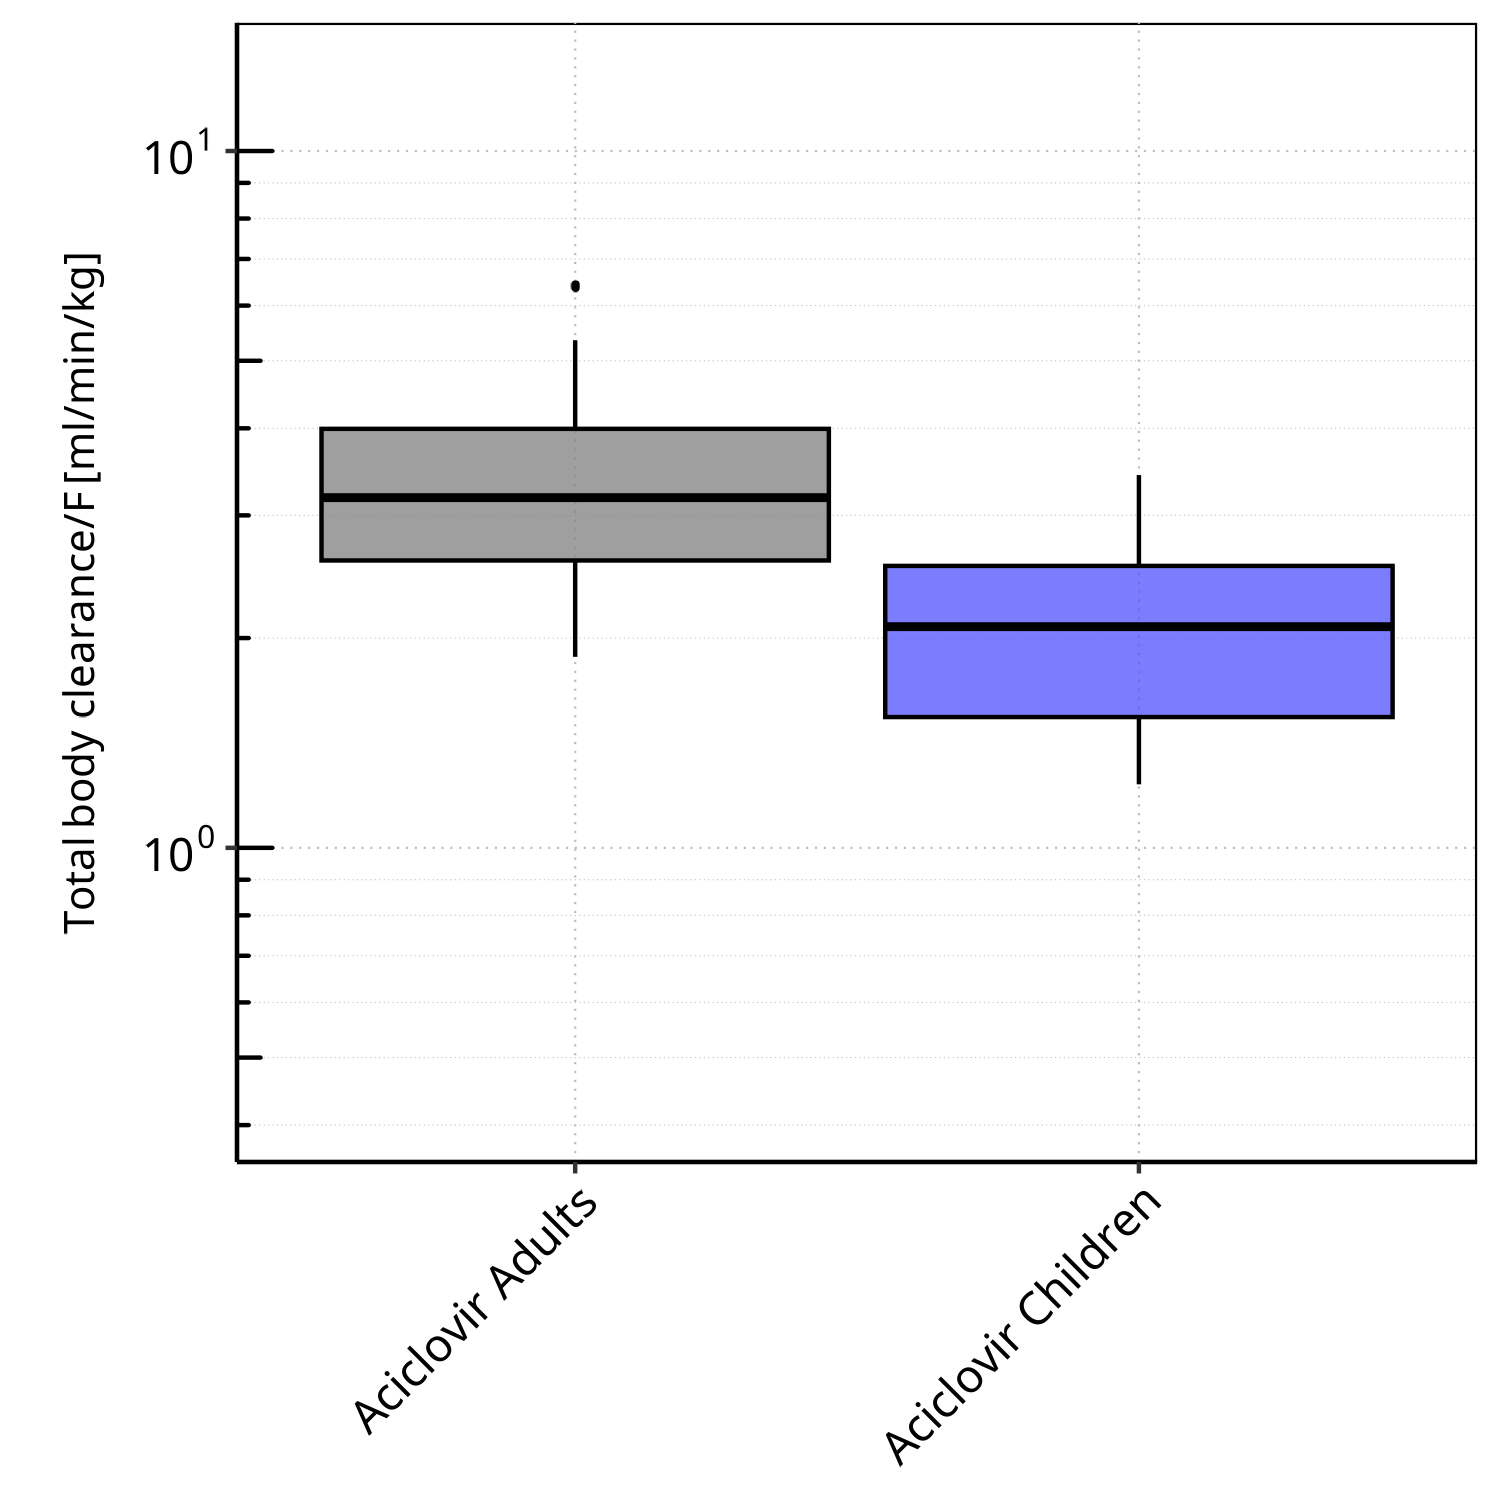 Total body clearance/F [ml/min/kg]
10¹
10⁰
Aciclovir Adults
Aciclovir Children